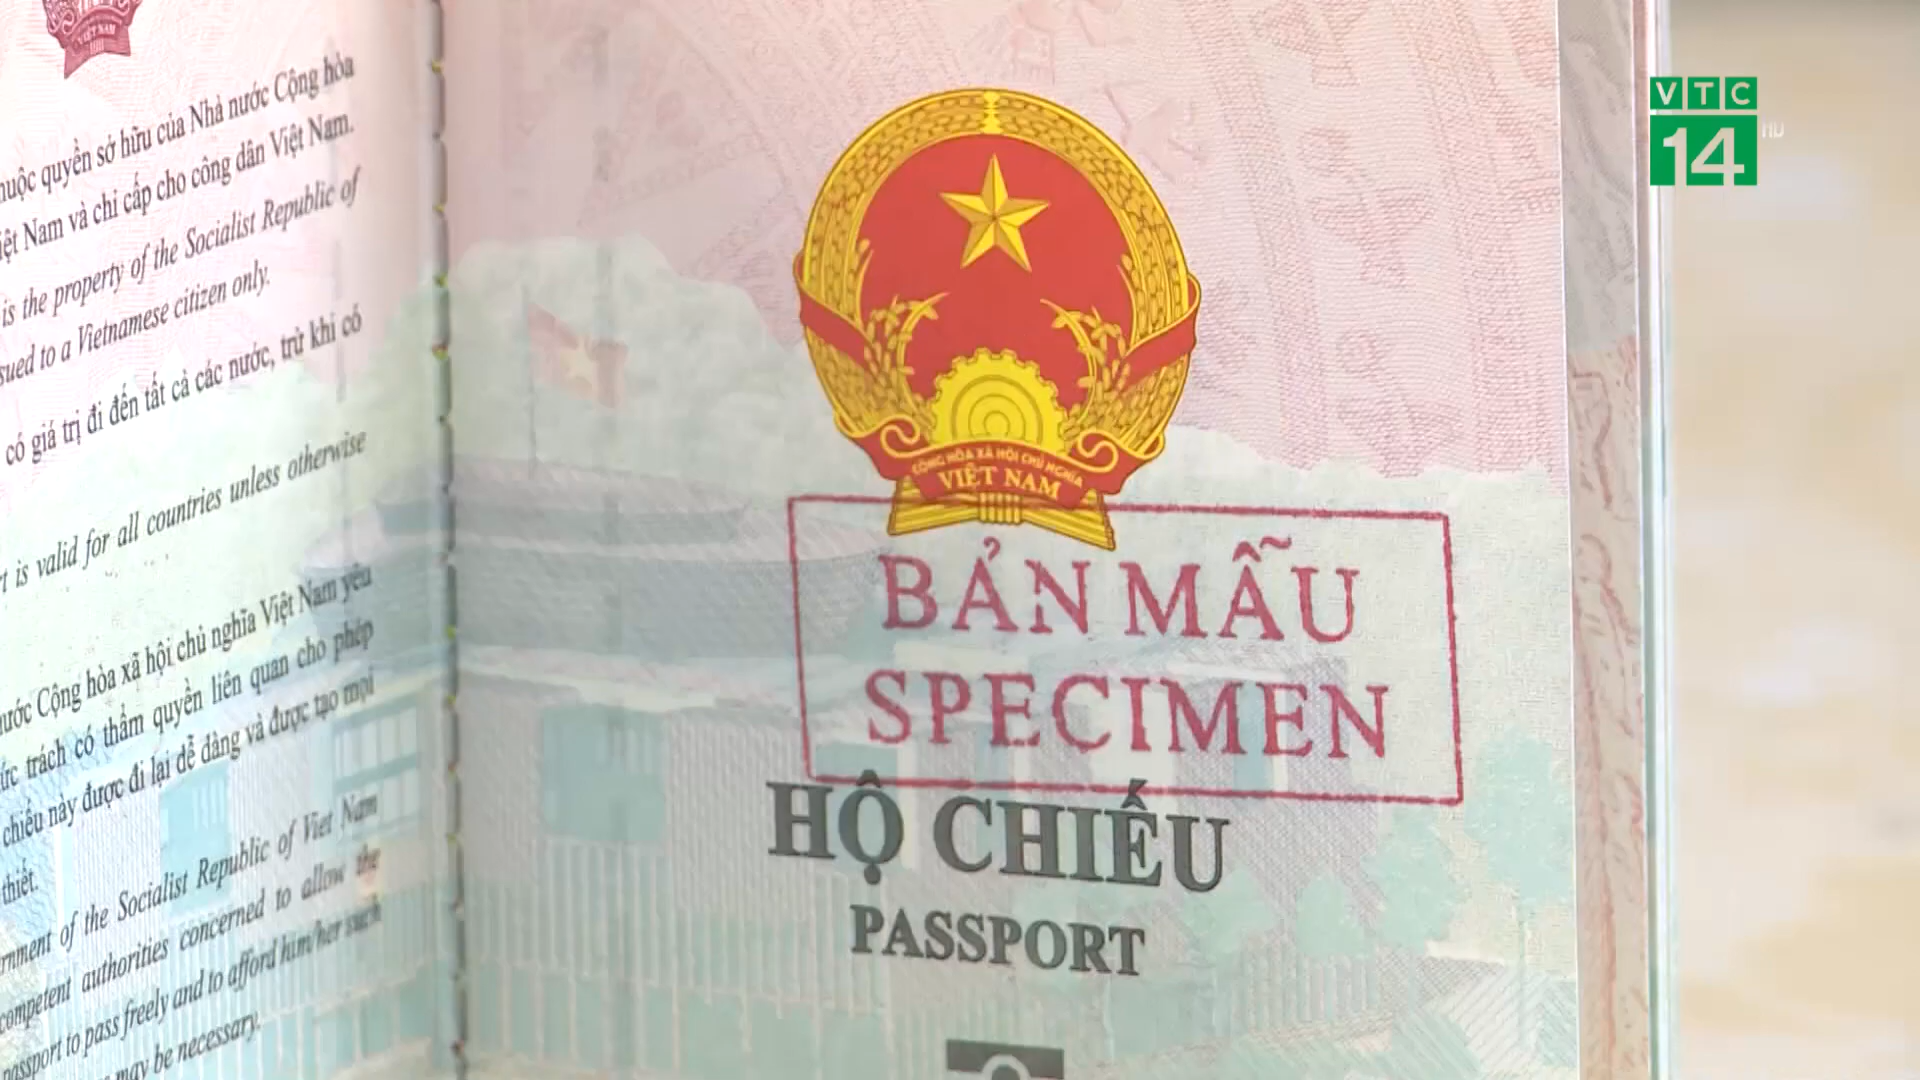 VIỆT NAM
huộc quyền sở hữu của Nhà nước Cộng hòa
iệt Nam và chỉ cấp cho công dân Việt Nam.
is the property of the Socialist Republic of
sued to a Vietnamese citizen only.
có giá trị đi đến tất cả các nước, trừ khi có
t is valid for all countries unless otherwise
ước Cộng hòa xã hội chủ nghĩa Việt Nam yêu
ức trách có thẩm quyền liên quan cho phép
chiếu này được đi lại dễ dàng và được tạo mọi
thiết.
rnment of the Socialist Republic of Viet Nam
competent authorities concerned to allow the
passport to pass freely and to afford him/her such
may be necessary.
CỘNG HÒA XÃ HỘI CHỦ NGHĨA
VIỆT NAM
BẢN MẪU
SPECIMEN
HỘ CHIẾU
PASSPORT
VTC
14 HD